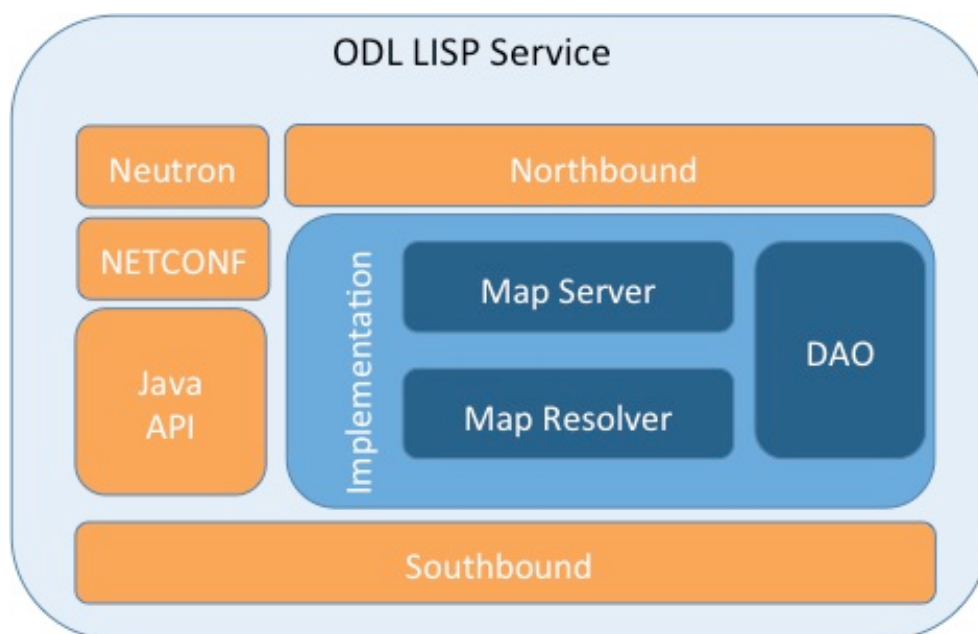 ODL LISP Service
Neutron
Northbound
NETCONF
Java
API
Implementation
Map Server
Map Resolver
DAO
Southbound